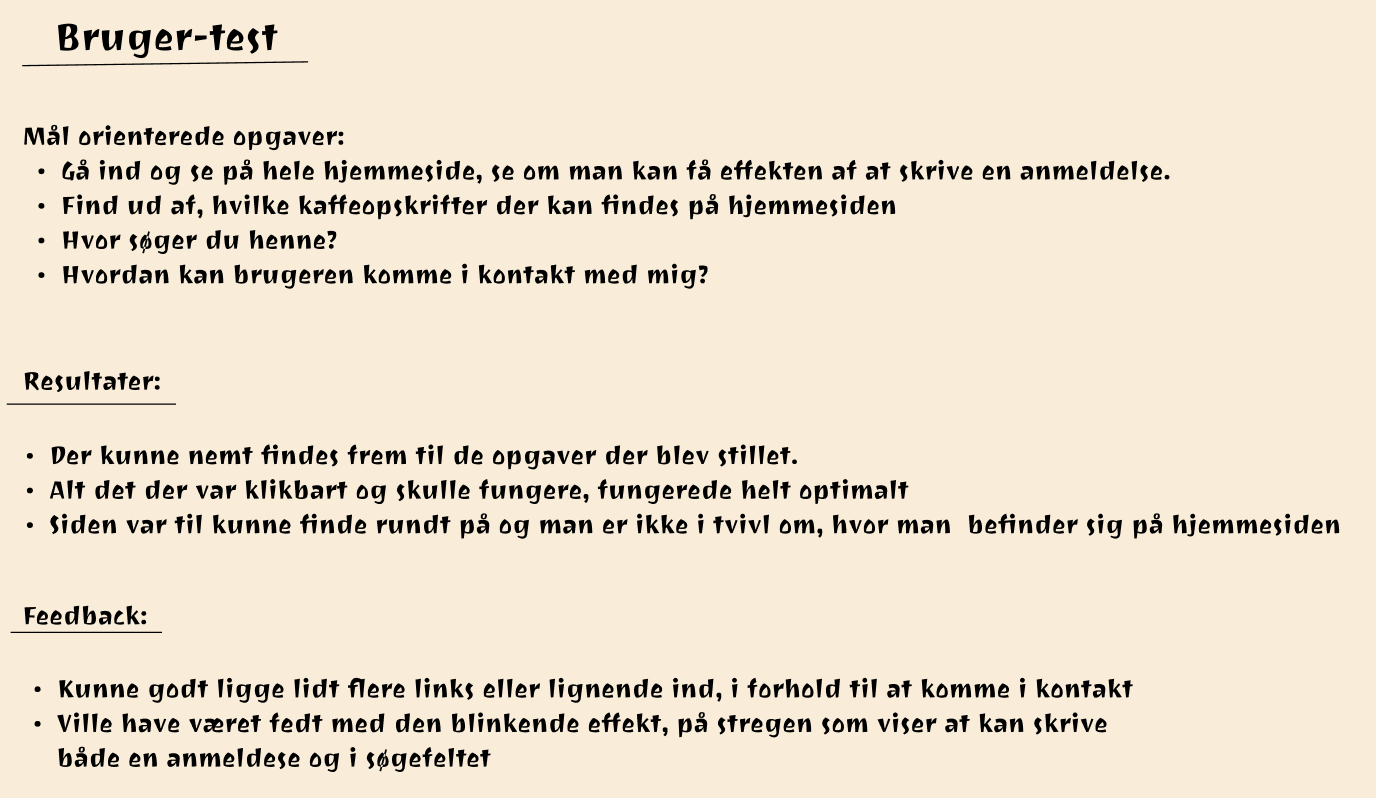 Bruger-test
Mål orienterede opgaver:
• Gå ind og se på hele hjemmeside, se om man kan få effekten af at skrive en anmeldelse.
• Find ud af, hvilke kaffeopskrifter der kan findes på hjemmesiden
• Hvor søger du henne?
• Hvordan kan brugeren komme i kontakt med mig?
Resultater:
• Der kunne nemt findes frem til de opgaver der blev stillet.
• Alt det der var klikbart og skulle fungere, fungerede helt optimalt
• Siden var til kunne finde rundt på og man er ikke i tvivl om, hvor man  befinder sig på hjemmesiden
Feedback:
• Kunne godt ligge lidt flere links eller lignende ind, i forhold til at komme i kontakt
• Ville have været fedt med den blinkende effekt, på stregen som viser at kan skrive
både en anmeldese og i søgefeltet